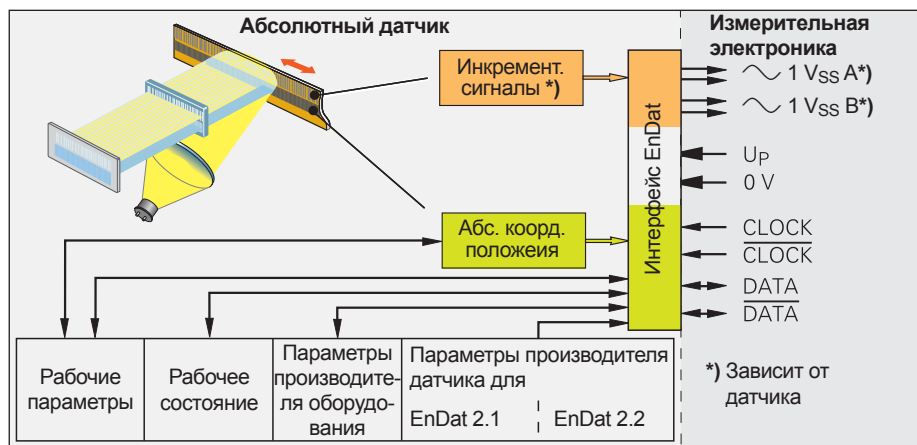 Абсолютный датчик
Измерительная
электроника
Инкремент.
сигналы *)
1 VSS A*)
1 VSS B*)
Интерфейс EnDat
UP
0 V
Абс. коорд.
положеия
CLOCK
CLOCK
DATA
DATA
Рабочие
параметры
Рабочее
состояние
Параметры
производите-
ля оборудо-
вания
Параметры производителя
датчика для
EnDat 2.1
EnDat 2.2
*) Зависит от
датчика